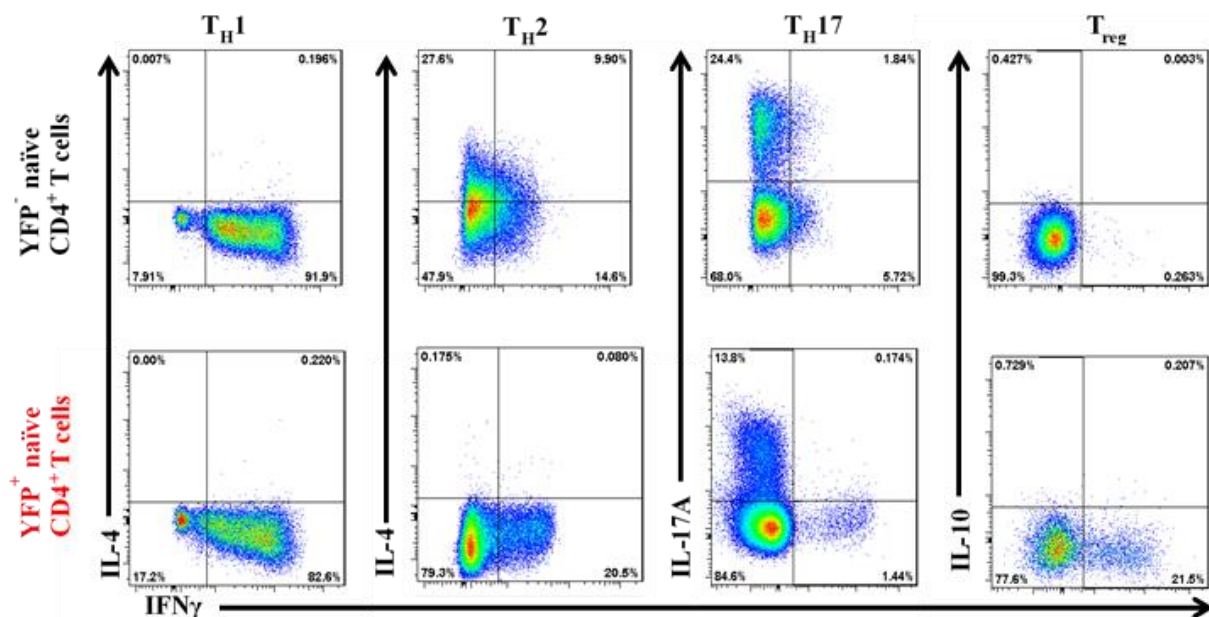 T_H1 T_H2 T_H17 T_reg
YFP⁻ naïve
CD4⁺ T cells
0.007% 0.196%
7.91% 91.9%
27.6% 9.90%
47.9% 14.6%
24.4% 1.84%
68.0% 5.72%
0.427% 0.003%
99.3% 0.263%
YFP⁺ naïve
CD4⁺ T cells
IL-4
0.00% 0.220%
17.2% 82.6%
IL-4
0.175% 0.080%
79.3% 20.5%
IL-17A
13.8% 0.174%
84.6% 1.44%
IL-10
0.729% 0.207%
77.6% 21.5%
IFNγ